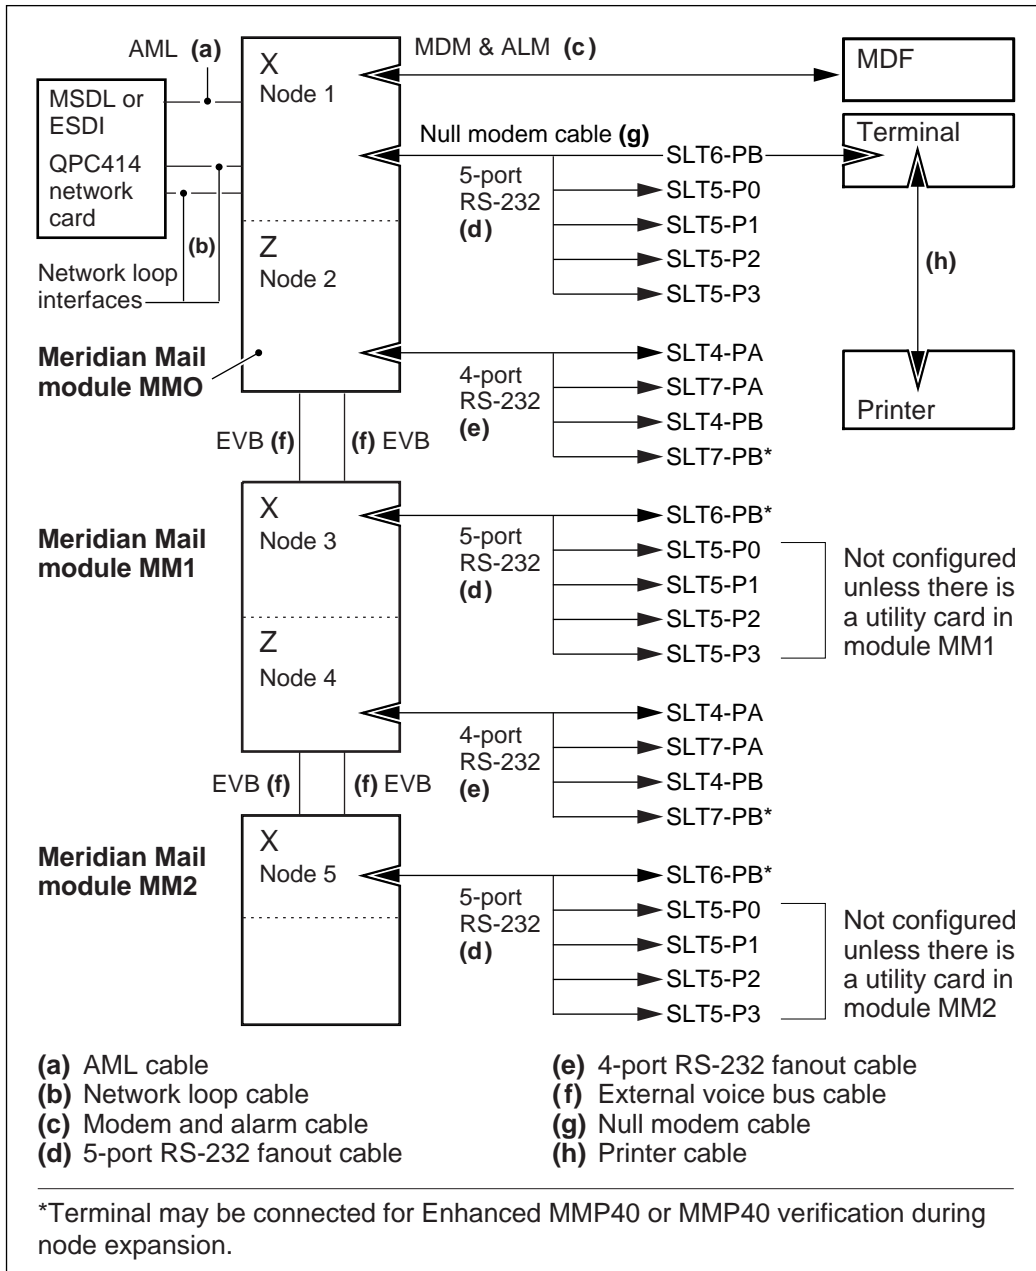 AML (a)
MDM & ALM (c)
X
Node 1
MDF
MSDL or
ESDI
QPC414
network
card
Terminal
Null modem cable (g)
SLT6-PB
5-port
RS-232
(d)
SLT5-P0
SLT5-P1
SLT5-P2
SLT5-P3
(b)
Z
Node 2
(h)
Network loop
interfaces
Meridian Mail
module MMO
SLT4-PA
4-port
RS-232
(e)
SLT7-PA
SLT4-PB
SLT7-PB*
Printer
EVB (f)
(f) EVB
X
Node 3
Meridian Mail
module MM1
SLT6-PB*
5-port
RS-232
(d)
SLT5-P0
SLT5-P1
SLT5-P2
SLT5-P3
Not configured
unless there is
a utility card in
module MM1
Z
Node 4
SLT4-PA
4-port
RS-232
(e)
SLT7-PA
SLT4-PB
SLT7-PB*
EVB (f)
(f) EVB
X
Node 5
Meridian Mail
module MM2
SLT6-PB*
5-port
RS-232
(d)
SLT5-P0
SLT5-P1
SLT5-P2
SLT5-P3
Not configured
unless there is
a utility card in
module MM2
(a) AML cable
(b) Network loop cable
(c) Modem and alarm cable
(d) 5-port RS-232 fanout cable
(e) 4-port RS-232 fanout cable
(f) External voice bus cable
(g) Null modem cable
(h) Printer cable
*Terminal may be connected for Enhanced MMP40 or MMP40 verification during
node expansion.